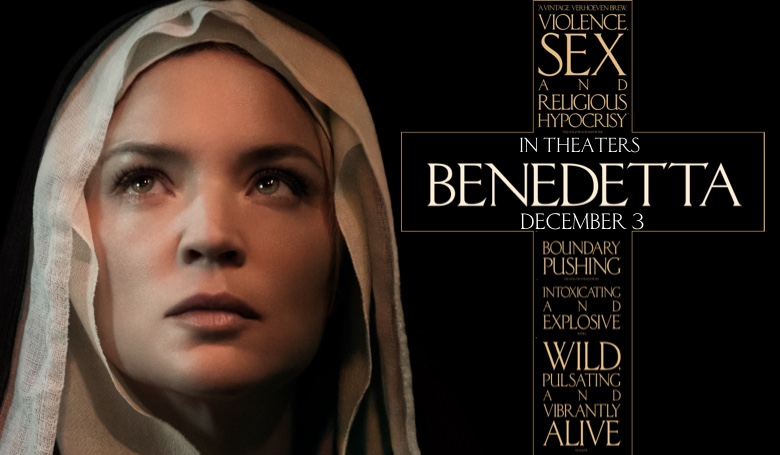 "A VINTAGE VERHOEVEN BREW.
VIOLENCE,
SEX
AND
RELIGIOUS
HYPOCRISY"
IN THEATERS
BENEDETTA
DECEMBER 3
BOUNDARY
PUSHING
INTOXICATING
AND
EXPLOSIVE
WILD,
PULSATING
AND
VIBRANTLY
ALIVE